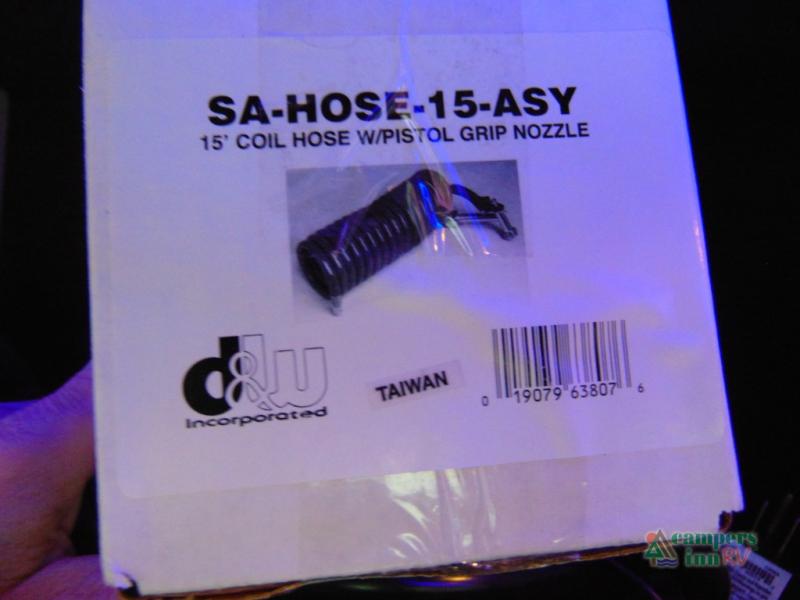 SA-HOSE-15-ASY
15' COIL HOSE W/PISTOL GRIP NOZZLE
d&w
Incorporated
TAIWAN
0 19079 63807 6
campers
inn RV